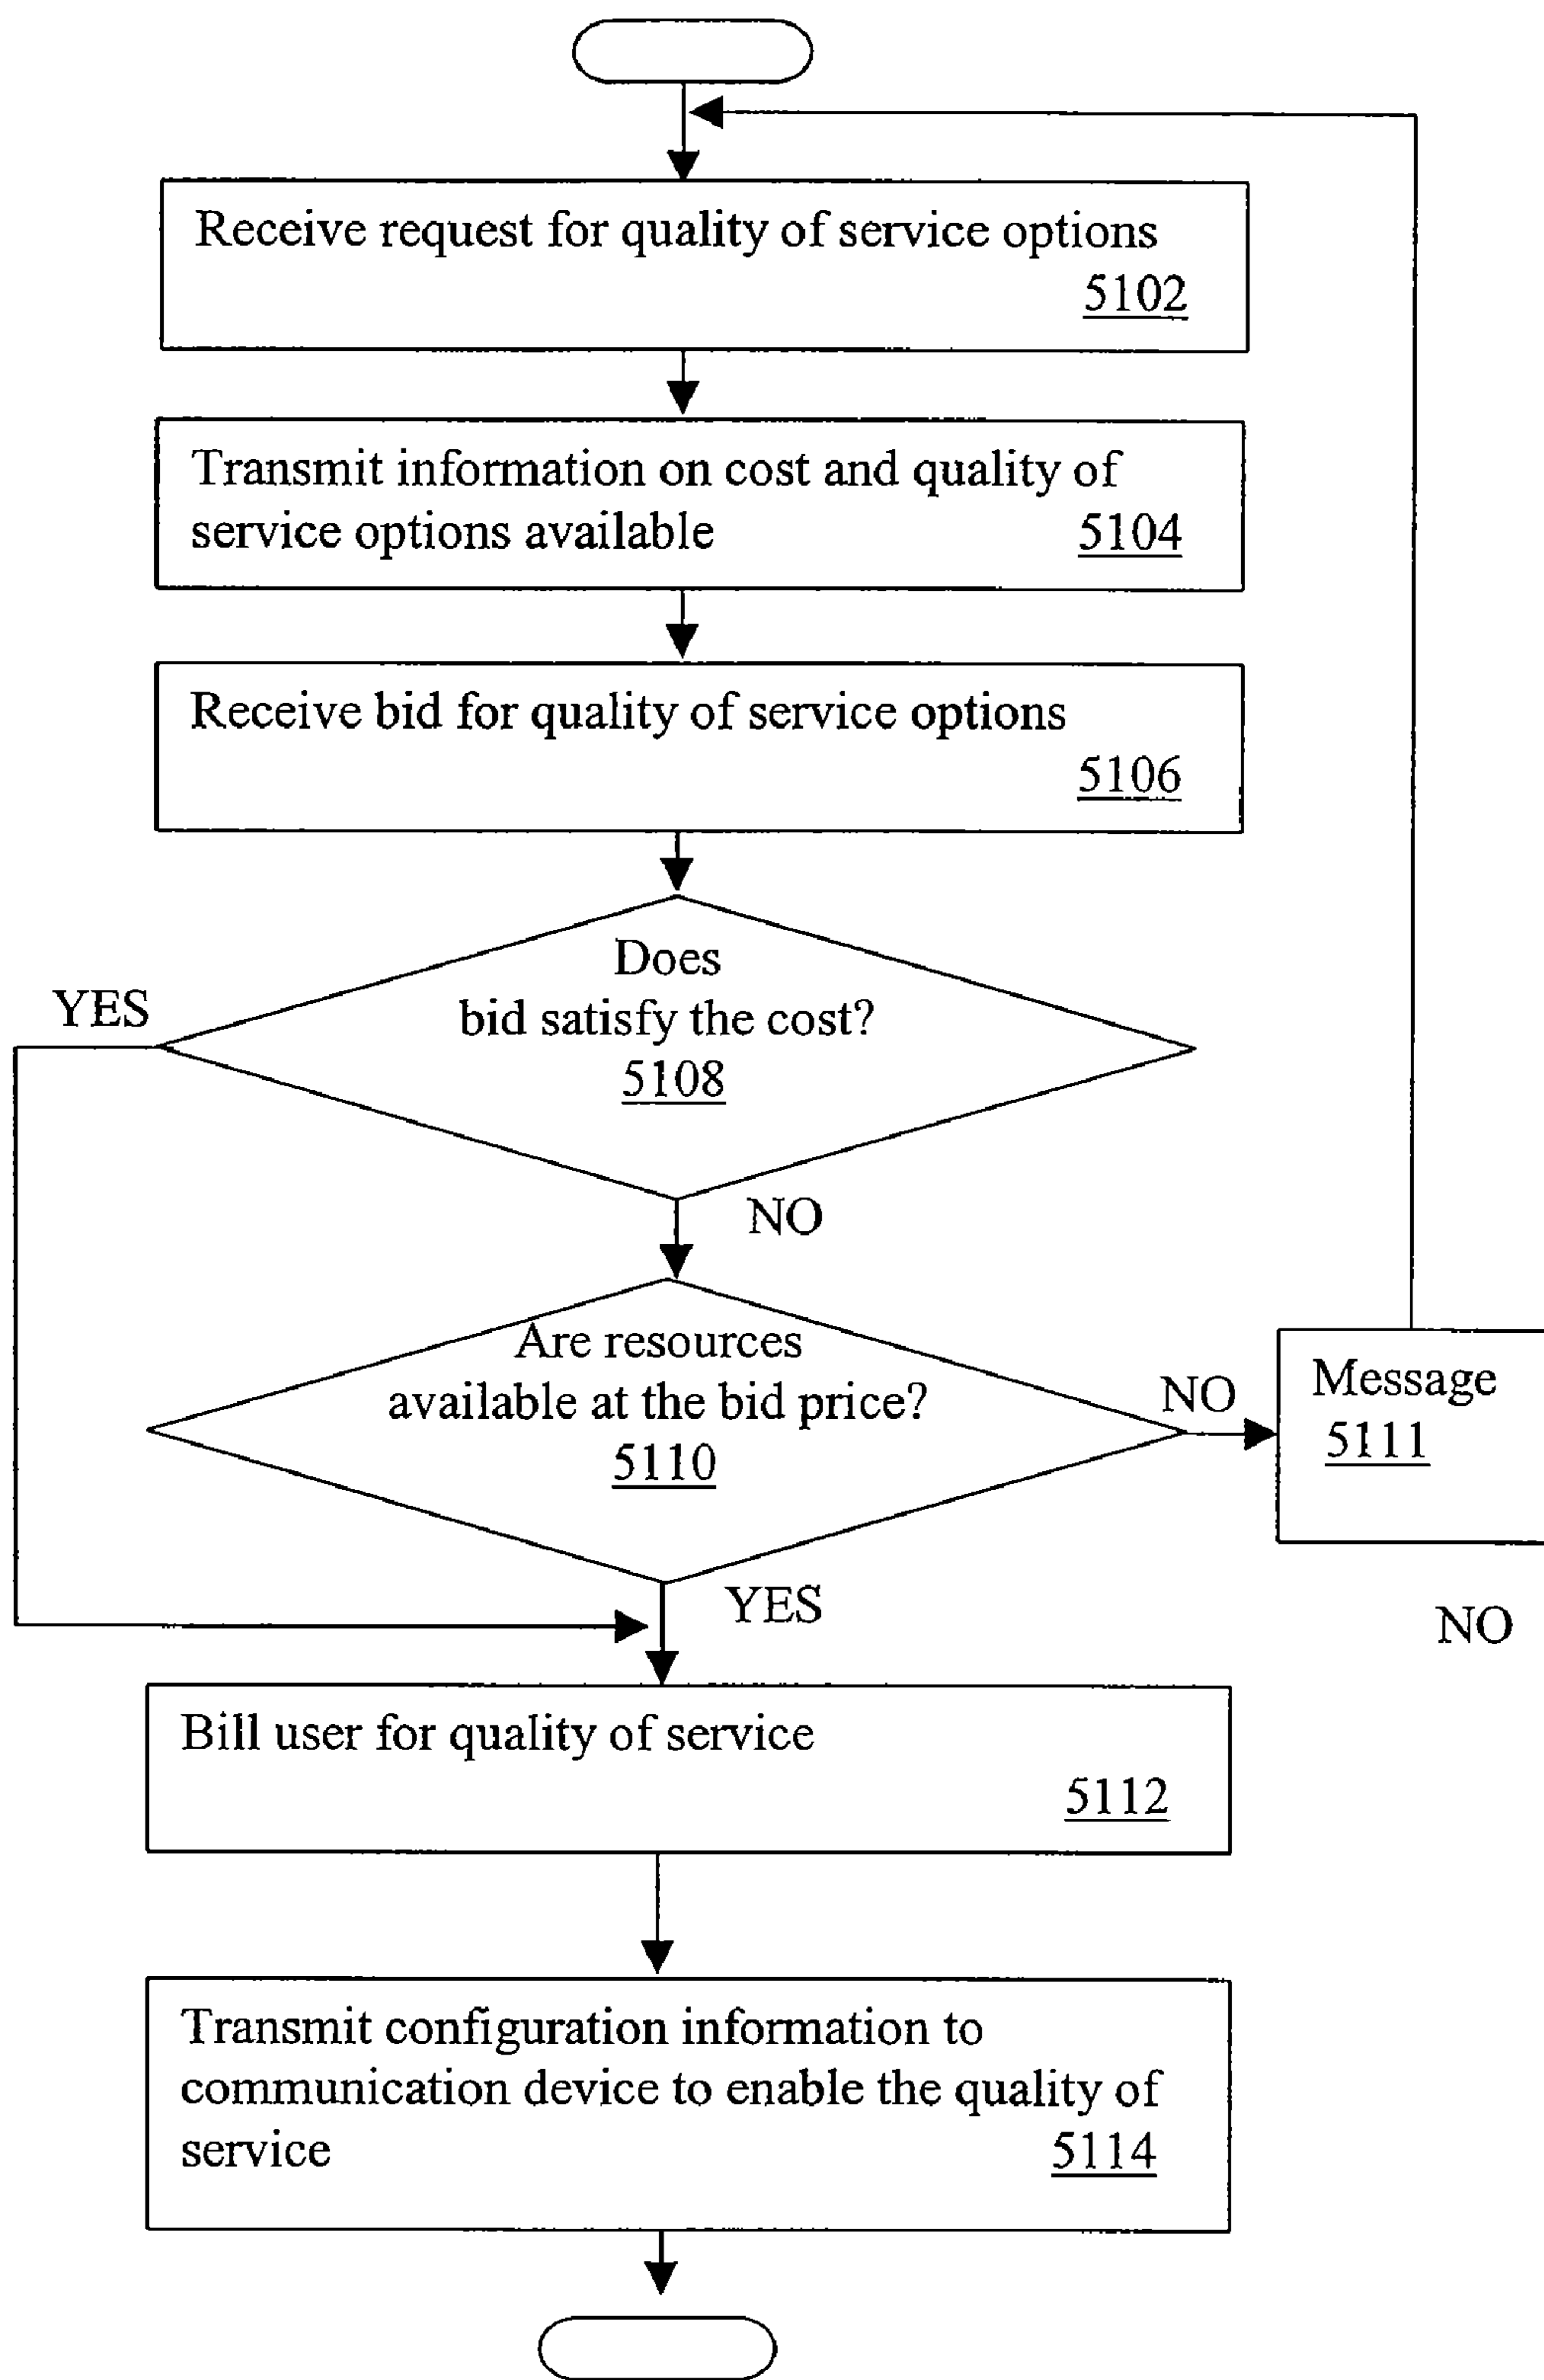 Receive request for quality of service options
5102
Transmit information on cost and quality of
service options available 5104
Receive bid for quality of service options
5106
Does
bid satisfy the cost?
5108
YES
NO
Are resources
available at the bid price?
5110
NO
Message
5111
YES
NO
Bill user for quality of service
5112
Transmit configuration information to
communication device to enable the quality of
service 5114